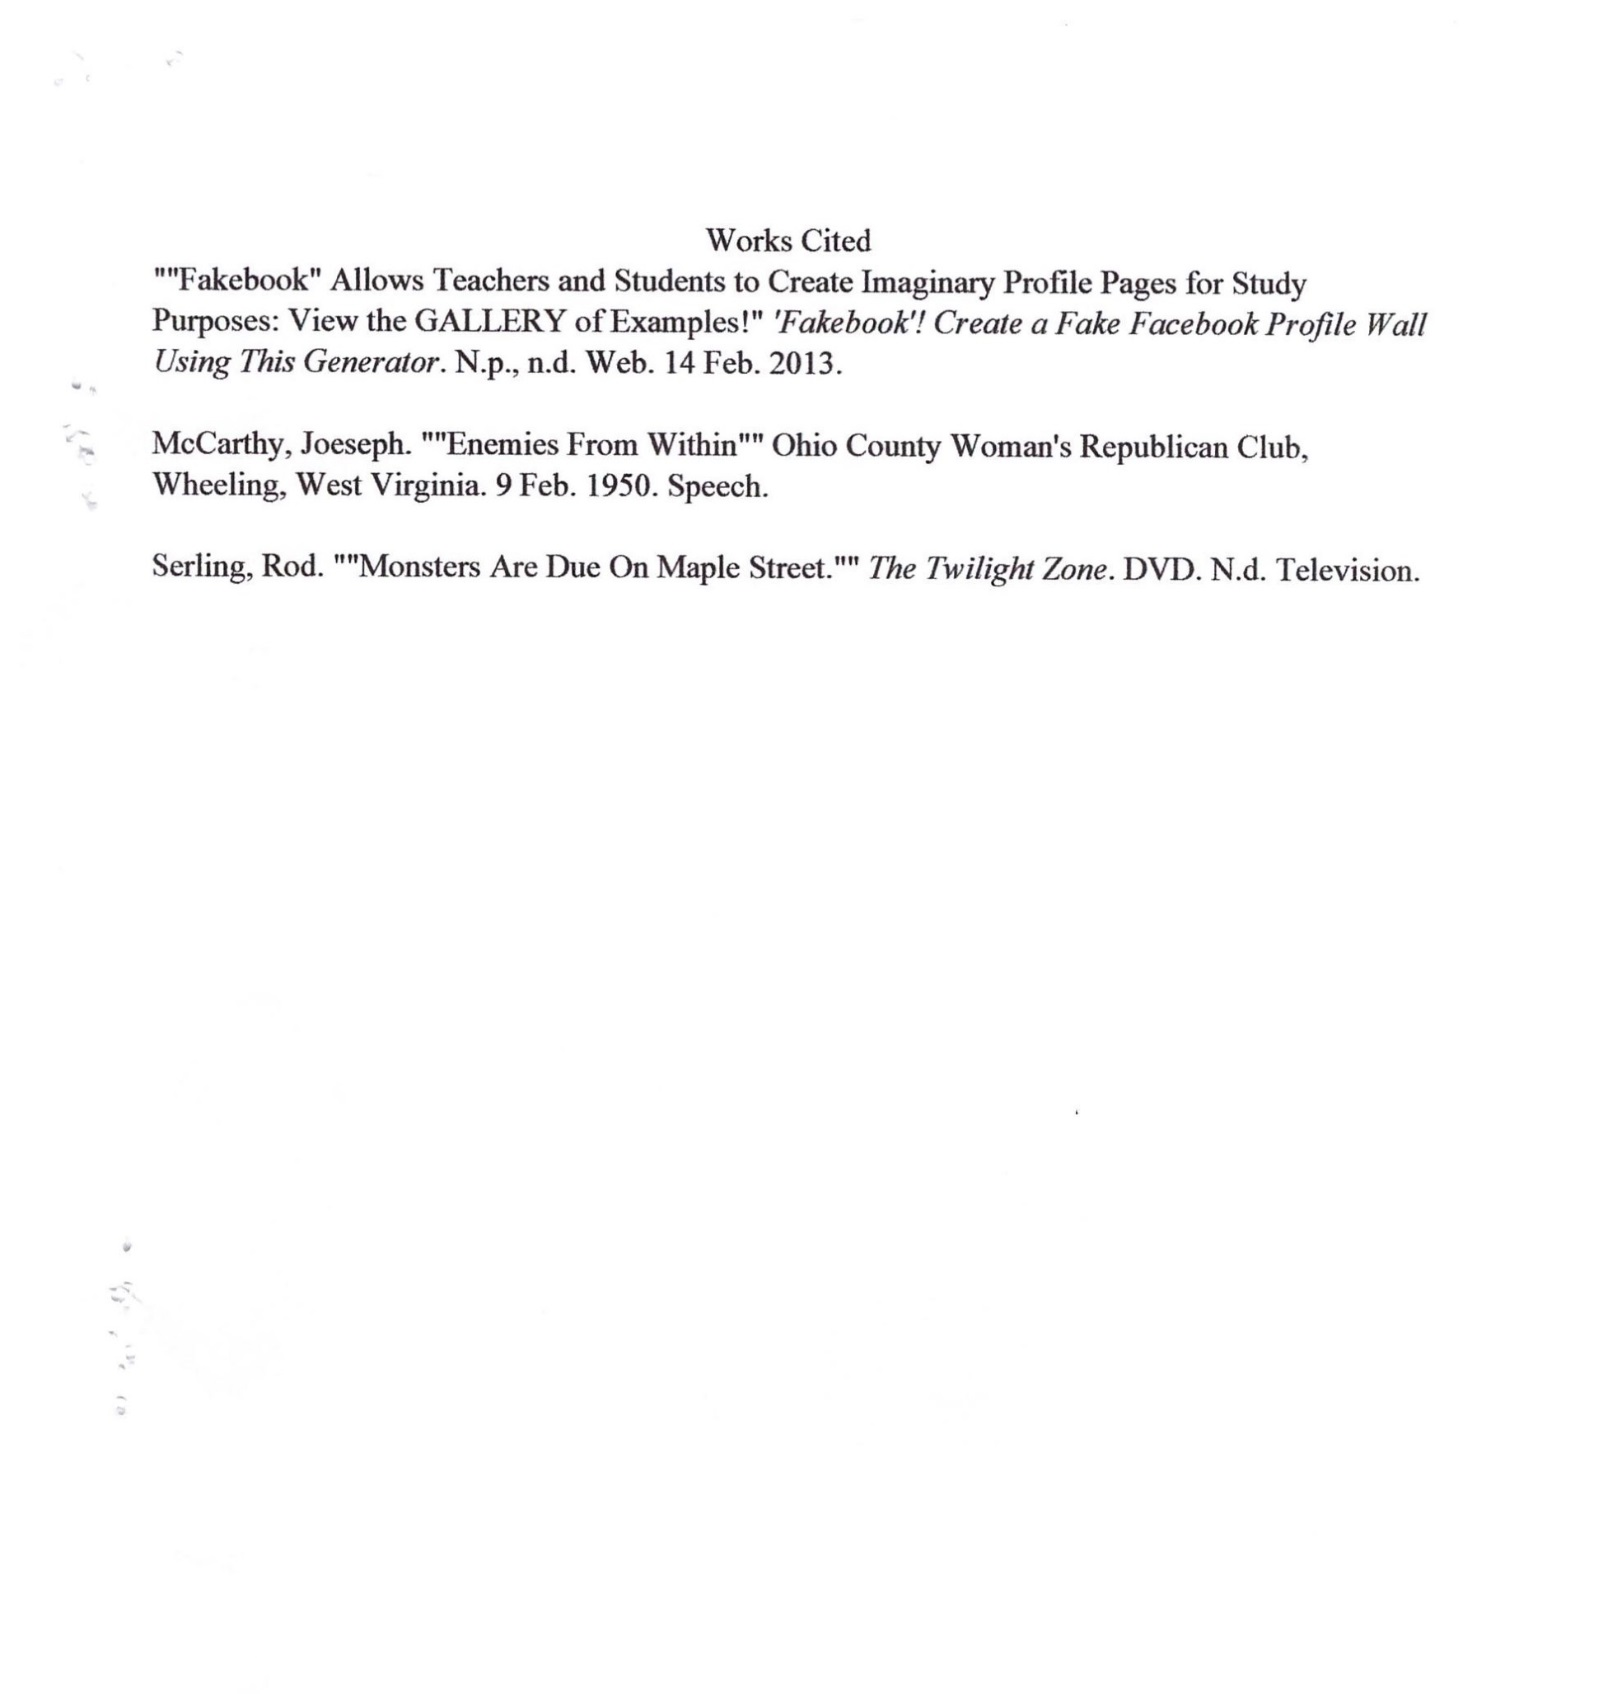 Works Cited
""Fakebook" Allows Teachers and Students to Create Imaginary Profile Pages for Study
Purposes: View the GALLERY of Examples!" 'Fakebook'! Create a Fake Facebook Profile Wall
Using This Generator. N.p., n.d. Web. 14 Feb. 2013.
McCarthy, Joeseph. ""Enemies From Within"" Ohio County Woman's Republican Club,
Wheeling, West Virginia. 9 Feb. 1950. Speech.
Serling, Rod. ""Monsters Are Due On Maple Street."" The Twilight Zone. DVD. N.d. Television.